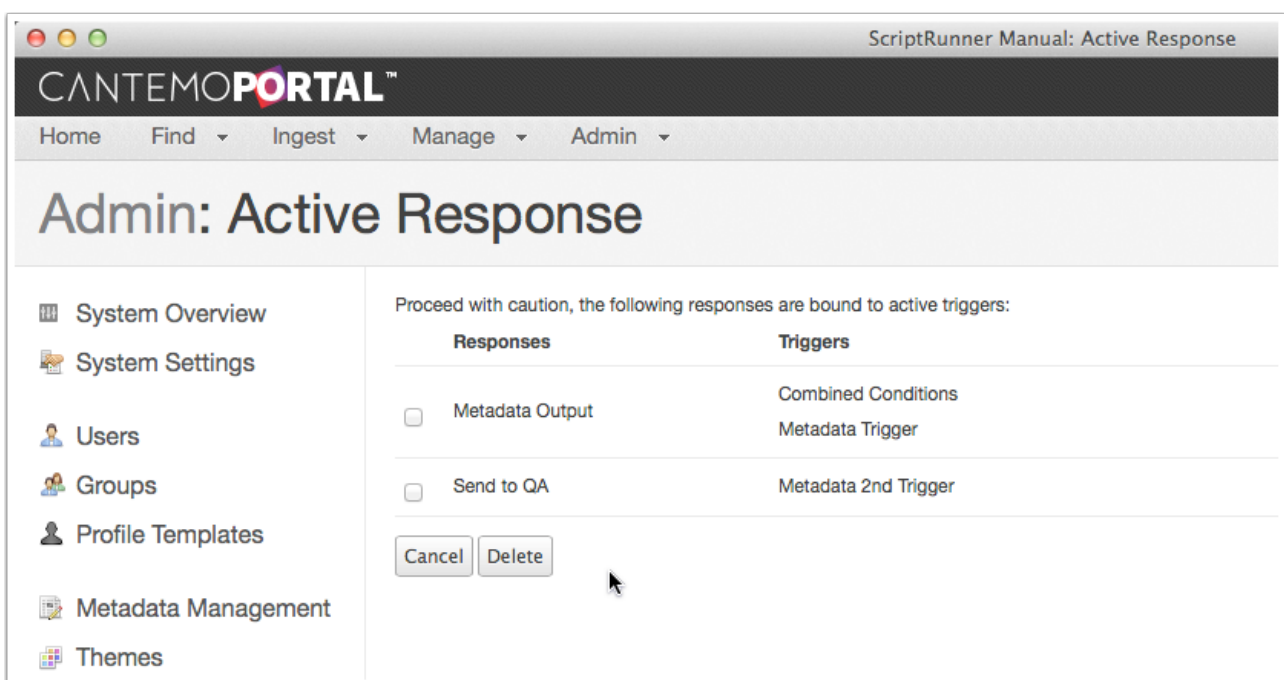 ScriptRunner Manual: Active Response
CANTEMOPORTAL™
Home Find Ingest Manage Admin
Admin: Active Response
System Overview
System Settings
Users
Groups
Profile Templates
Metadata Management
Themes
Proceed with caution, the following responses are bound to active triggers:
Responses Triggers
Metadata Output
Combined Conditions
Metadata Trigger
Send to QA Metadata 2nd Trigger
Cancel Delete